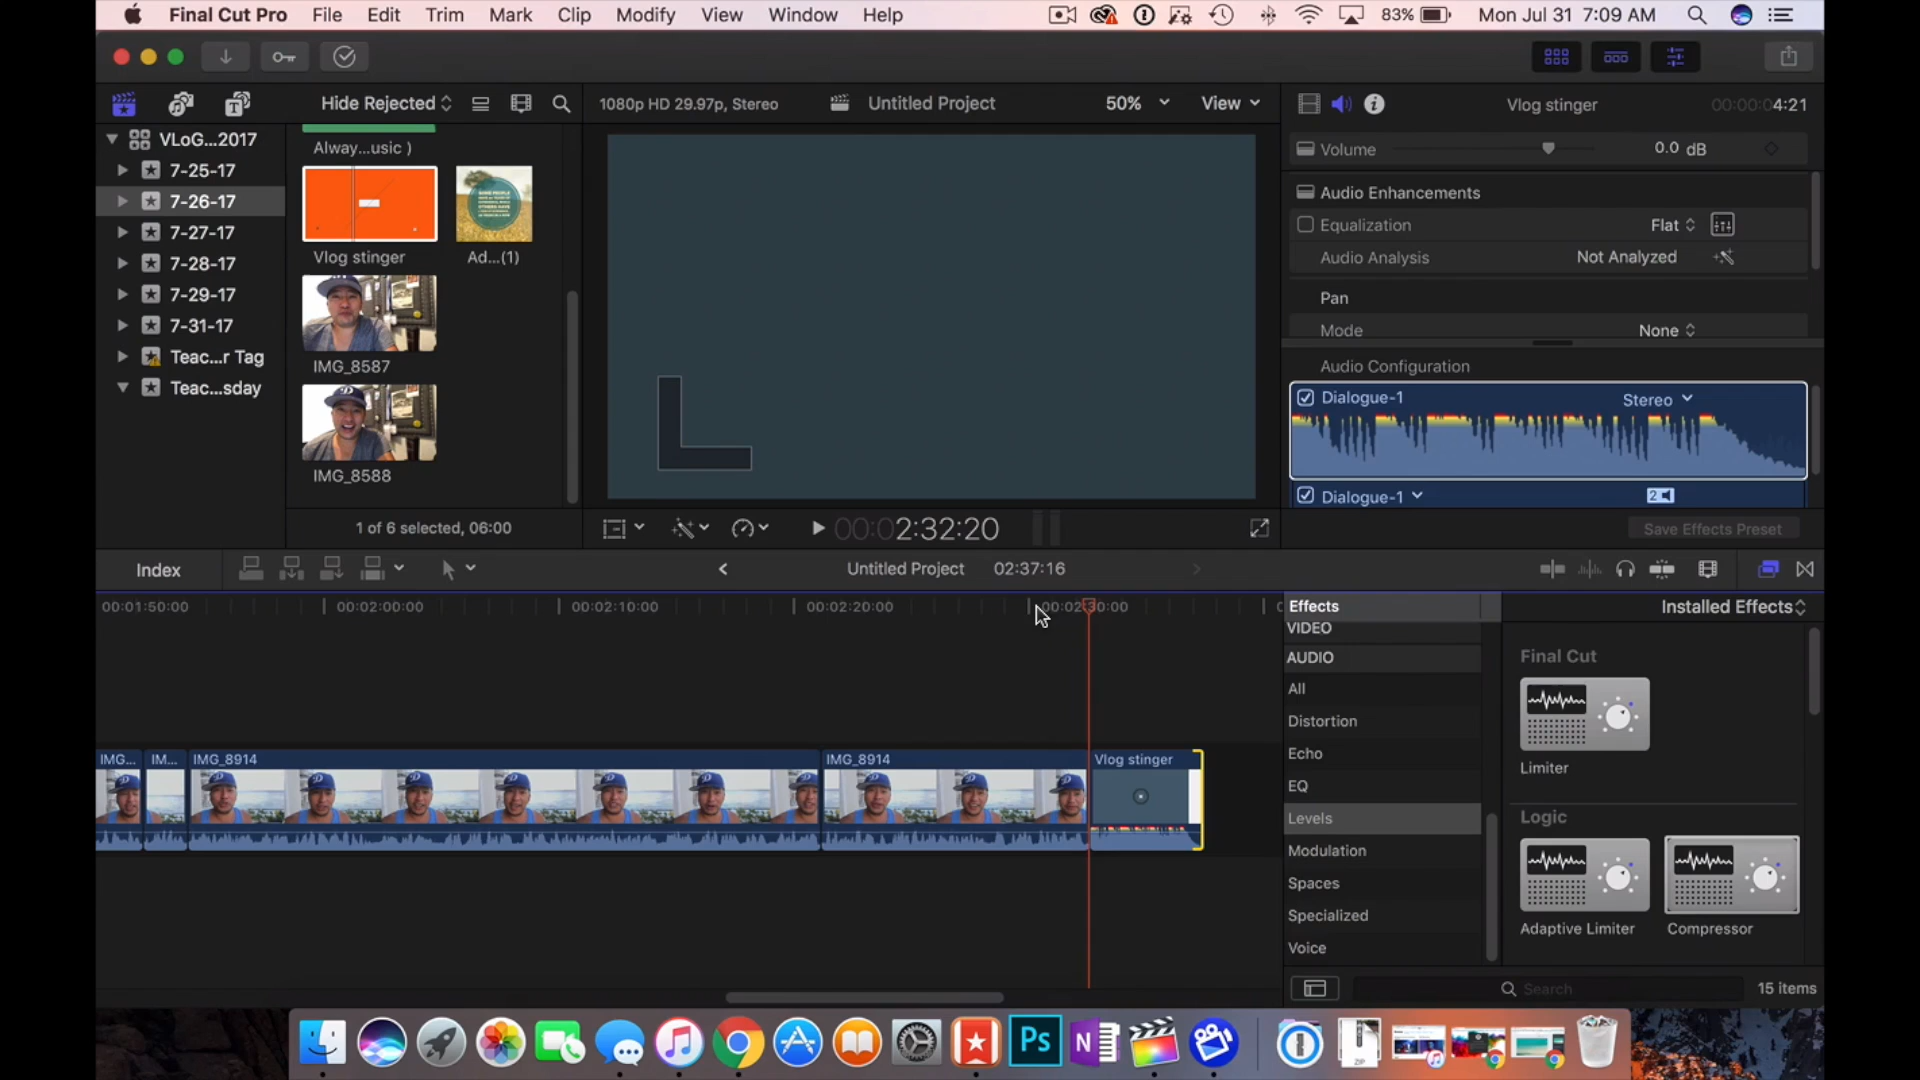 Final Cut Pro File Edit Trim Mark Clip Modify View Window Help 83% Mon Jul 31 7:09 AM
Hide Rejected 1080p HD 29.97p, Stereo Untitled Project 50% View Vlog stinger 00:00:04:21
VLoG...2017
7-25-17
7-26-17
7-27-17
7-28-17
7-29-17
7-31-17
Teac...r Tag
Teac...sday
Alway...usic )
Vlog stinger
Ad...(1)
IMG_8587
IMG_8588
1 of 6 selected, 06:00
00:02:32:20
Volume 0.0 dB
Audio Enhancements
Equalization Flat
Audio Analysis Not Analyzed
Pan
Mode None
Audio Configuration
Dialogue-1 Stereo
Dialogue-1 2
Save Effects Preset
Index Untitled Project 02:37:16
00:01:50:00 00:02:00:00 00:02:10:00 00:02:20:00 00:02:30:00
IMG... IM... IMG_8914 IMG_8914 Vlog stinger
Effects Installed Effects
VIDEO
AUDIO
All
Distortion
Echo
EQ
Levels
Modulation
Spaces
Specialized
Voice
Final Cut
Limiter
Logic
Adaptive Limiter Compressor
Search 15 items
Ps
N
ZIP